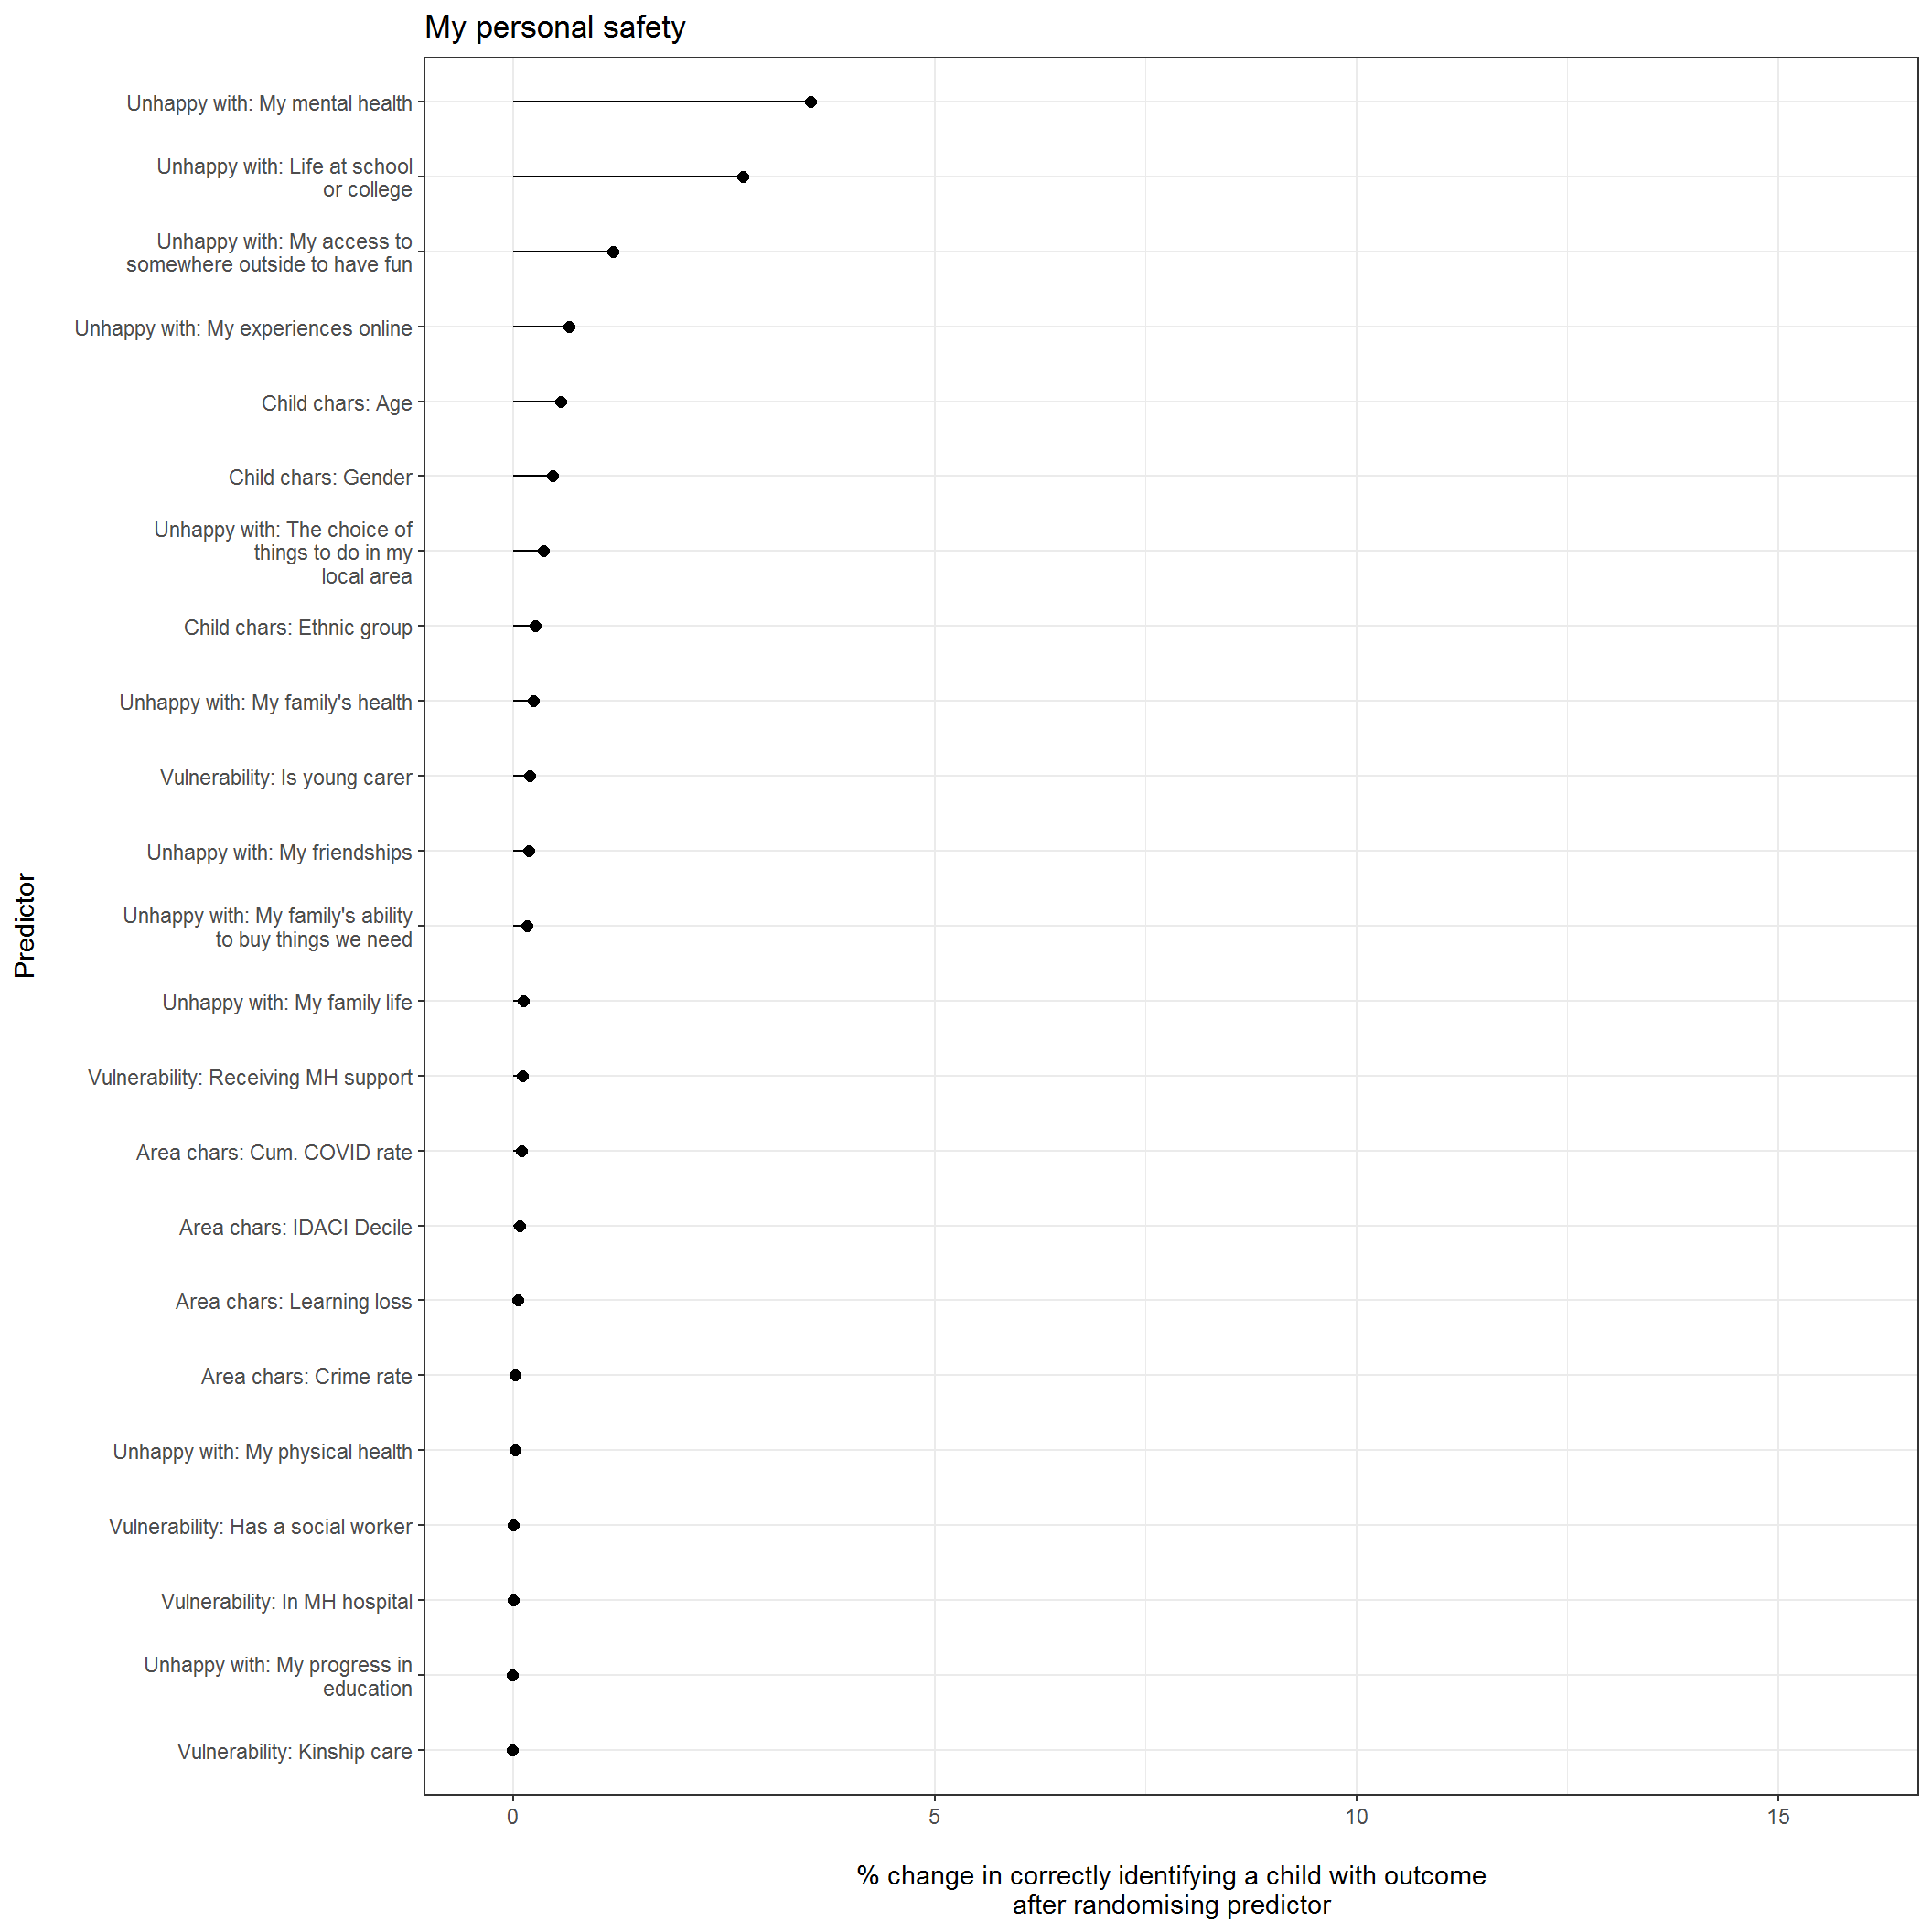 My personal safety
Unhappy with: My mental health
Unhappy with: Life at school
or college
Unhappy with: My access to
somewhere outside to have fun
Unhappy with: My experiences online
Child chars: Age
Child chars: Gender
Unhappy with: The choice of
things to do in my
local area
Child chars: Ethnic group
Unhappy with: My family's health
Vulnerability: Is young carer
Unhappy with: My friendships
Unhappy with: My family's ability
to buy things we need
Unhappy with: My family life
Vulnerability: Receiving MH support
Area chars: Cum. COVID rate
Area chars: IDACI Decile
Area chars: Learning loss
Area chars: Crime rate
Unhappy with: My physical health
Vulnerability: Has a social worker
Vulnerability: In MH hospital
Unhappy with: My progress in
education
Vulnerability: Kinship care
Predictor
0 5 10 15
% change in correctly identifying a child with outcome
after randomising predictor